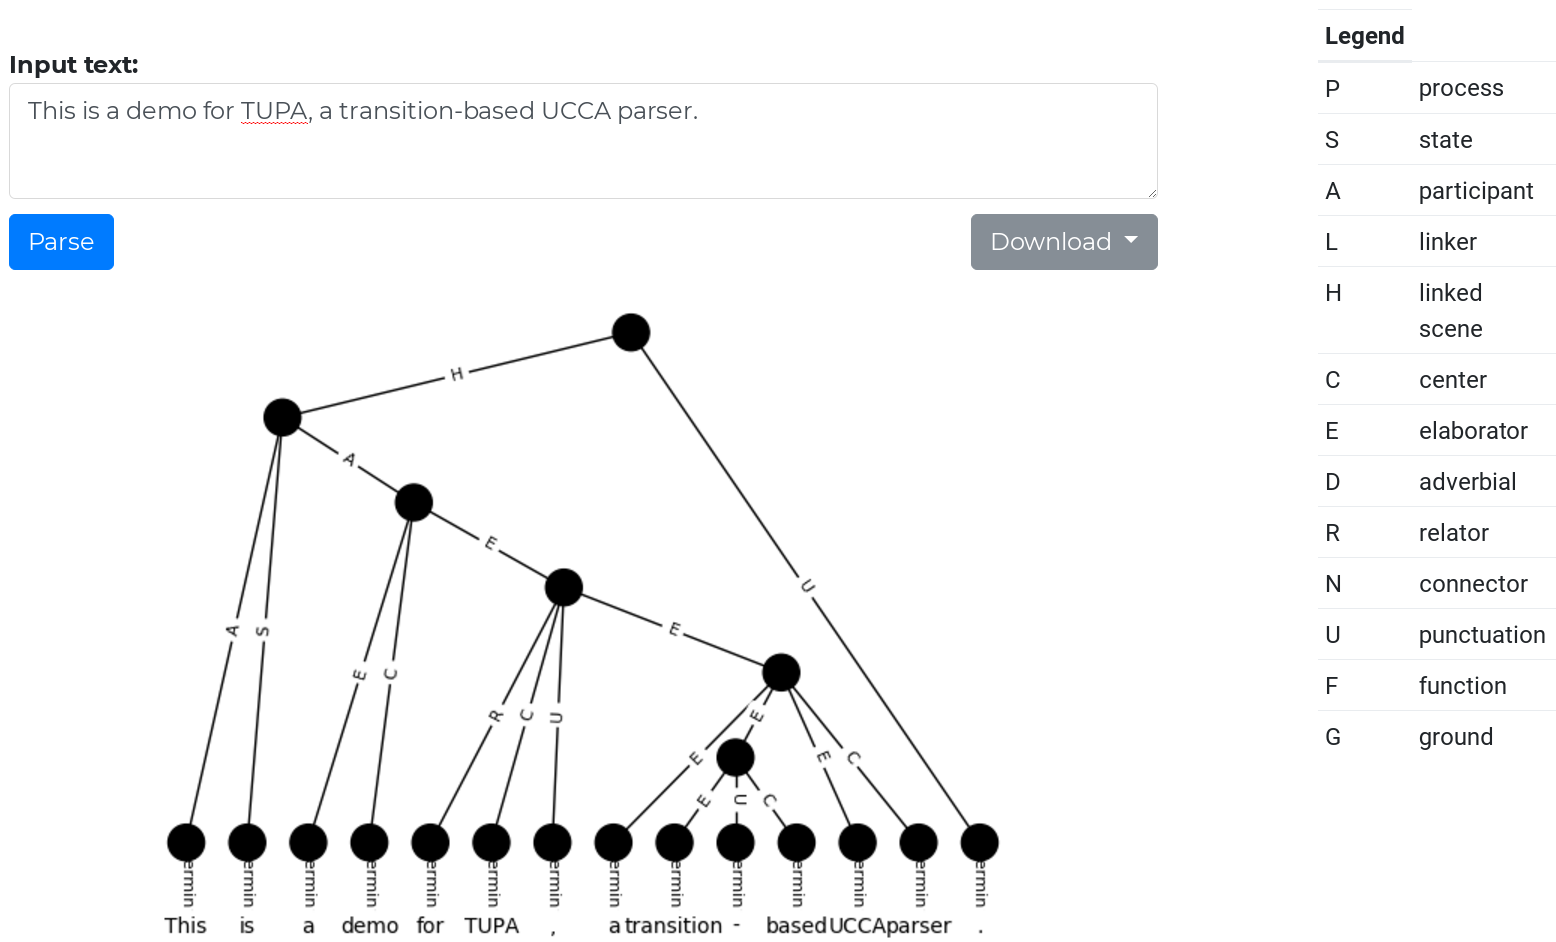 Input text:
This is a demo for TUPA, a transition-based UCCA parser.
Parse
Download
H
A
E
E
U
A
S
E
C
R
C
U
E
E
E
C
E
U
C
ermin ermin ermin ermin ermin ermin ermin ermin ermin ermin ermin ermin ermin ermin
This is a demo for TUPA , a transition - based UCCA parser .
Legend
P process
S state
A participant
L linker
H linked
scene
C center
E elaborator
D adverbial
R relator
N connector
U punctuation
F function
G ground